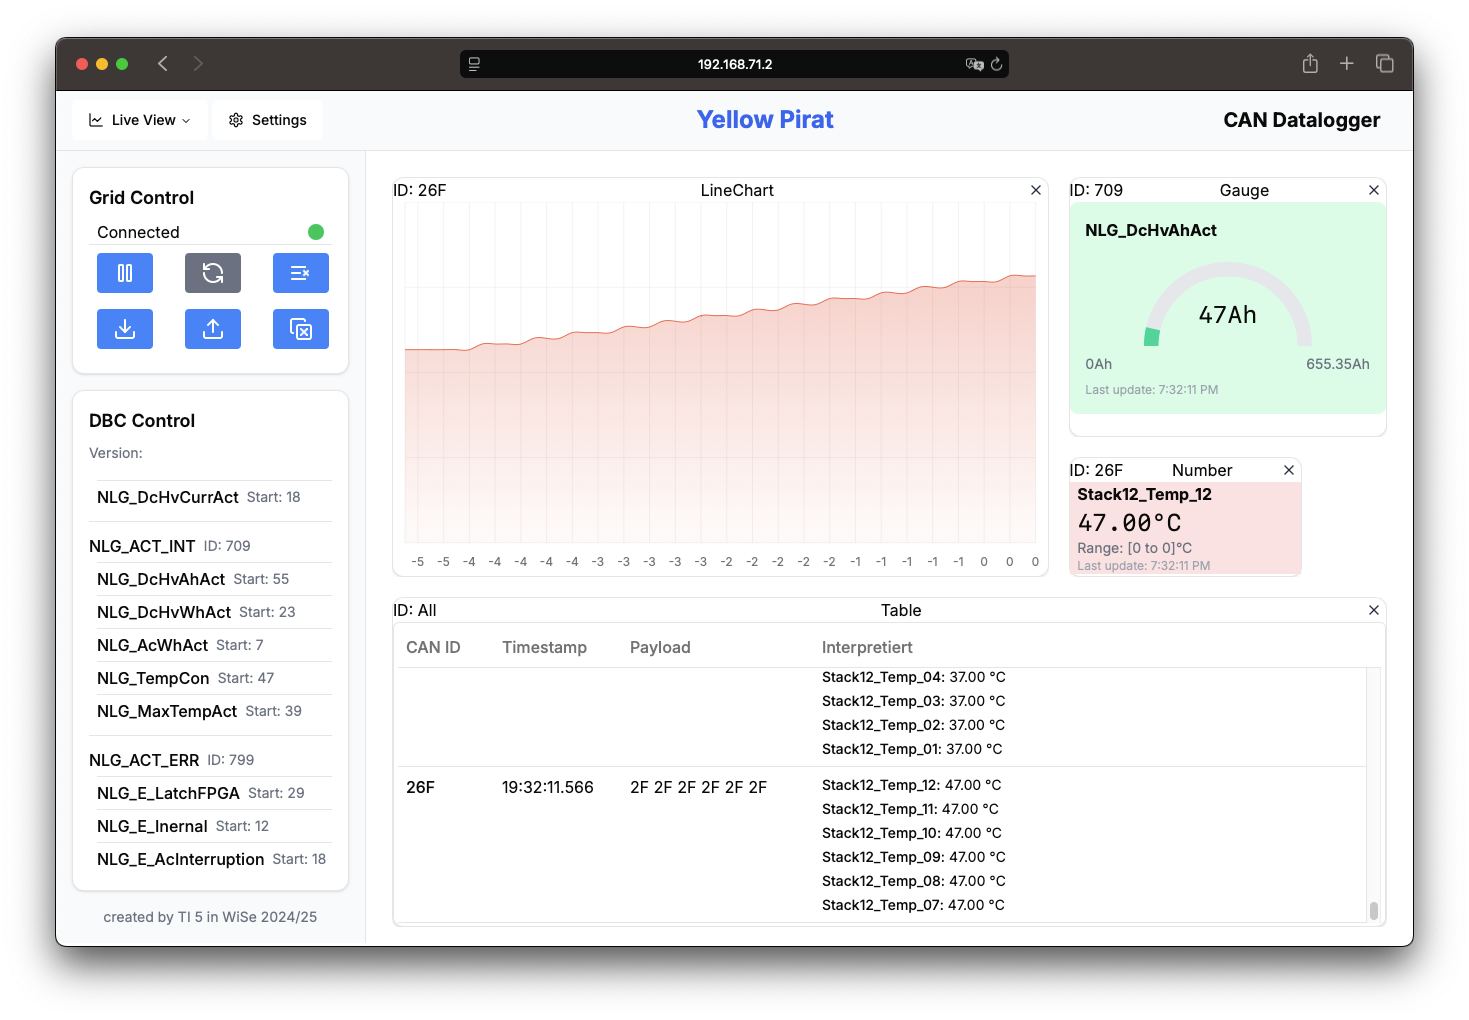 192.168.71.2
Live View
Settings
Yellow Pirat
CAN Datalogger
Grid Control
Connected
DBC Control
Version:
NLG_DcHvCurrAct Start: 18
NLG_ACT_INT ID: 709
NLG_DcHvAhAct Start: 55
NLG_DcHvWhAct Start: 23
NLG_AcWhAct Start: 7
NLG_TempCon Start: 47
NLG_MaxTempAct Start: 39
NLG_ACT_ERR ID: 799
NLG_E_LatchFPGA Start: 29
NLG_E_Inernal Start: 12
NLG_E_AcInterruption Start: 18
created by TI 5 in WiSe 2024/25
ID: 26F LineChart
-5 -5 -4 -4 -4 -4 -4 -3 -3 -3 -3 -3 -2 -2 -2 -2 -2 -1 -1 -1 -1 -1 0 0 0
ID: 709 Gauge
NLG_DcHvAhAct
47Ah
0Ah 655.35Ah
Last update: 7:32:11 PM
ID: 26F Number
Stack12_Temp_12
47.00°C
Range: [0 to 0]°C
Last update: 7:32:11 PM
ID: All Table
CAN ID Timestamp Payload Interpretiert
Stack12_Temp_04: 37.00 °C
Stack12_Temp_03: 37.00 °C
Stack12_Temp_02: 37.00 °C
Stack12_Temp_01: 37.00 °C
26F 19:32:11.566 2F 2F 2F 2F 2F 2F Stack12_Temp_12: 47.00 °C
Stack12_Temp_11: 47.00 °C
Stack12_Temp_10: 47.00 °C
Stack12_Temp_09: 47.00 °C
Stack12_Temp_08: 47.00 °C
Stack12_Temp_07: 47.00 °C